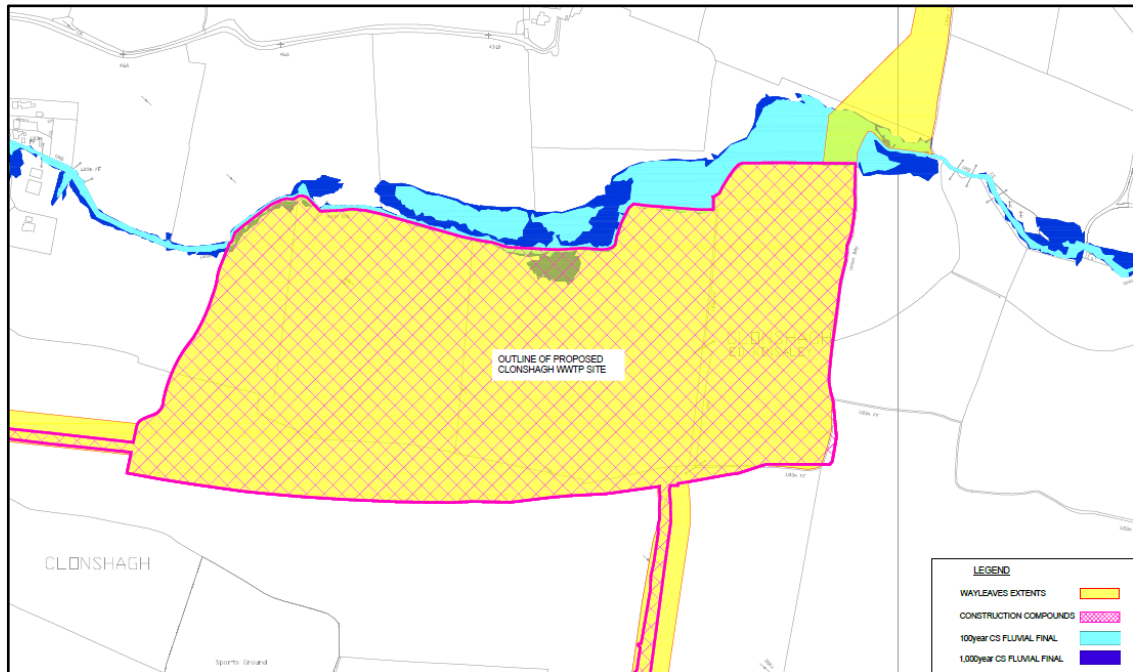 OUTLINE OF PROPOSED
CLONSHAGH WWTP SITE
CLONSHAGH
CLONSHAGH
Sports Ground
LEGEND
WAYLEAVES EXTENTS
CONSTRUCTION COMPOUNDS
100year CS FLUVIAL FINAL
1,000year CS FLUVIAL FINAL